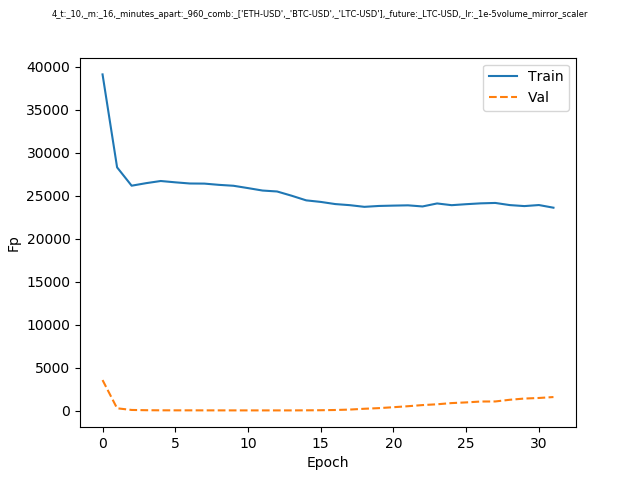 4_t:_10,_m:_16,_minutes_apart:_960_comb:_['ETH-USD',_'BTC-USD',_'LTC-USD'],_future:_LTC-USD,_lr:_1e-5volume_mirror_scaler
Train
Val
40000
35000
30000
25000
20000
15000
10000
5000
0
Fp
0 5 10 15 20 25 30
Epoch